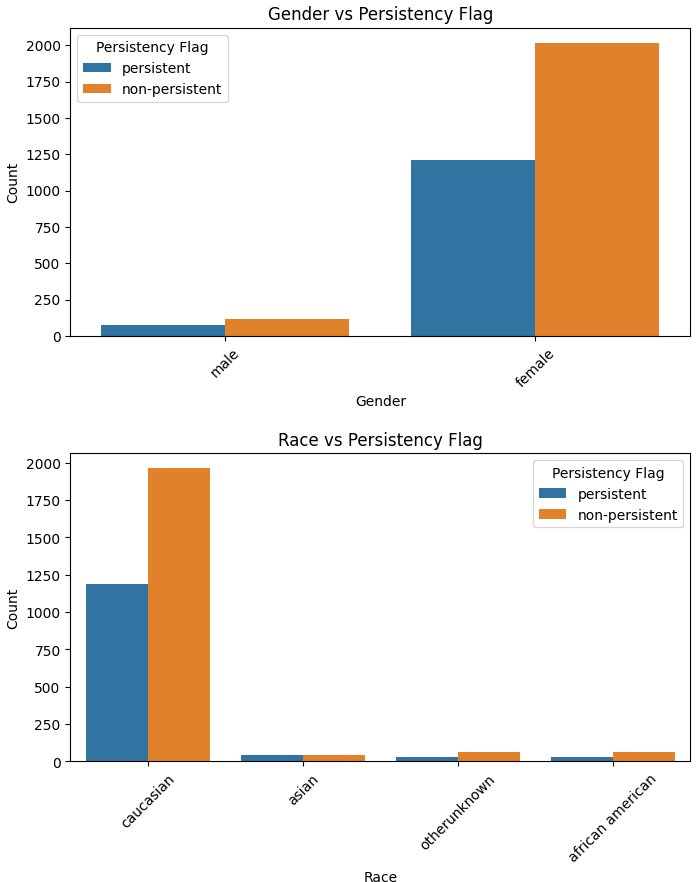 Gender vs Persistency Flag
Persistency Flag
persistent
non-persistent
2000
1750
1500
1250
1000
750
500
250
0
Count
male
female
Gender
Race vs Persistency Flag
Persistency Flag
persistent
non-persistent
2000
1750
1500
1250
1000
750
500
250
0
Count
caucasian
asian
otherunknown
african american
Race